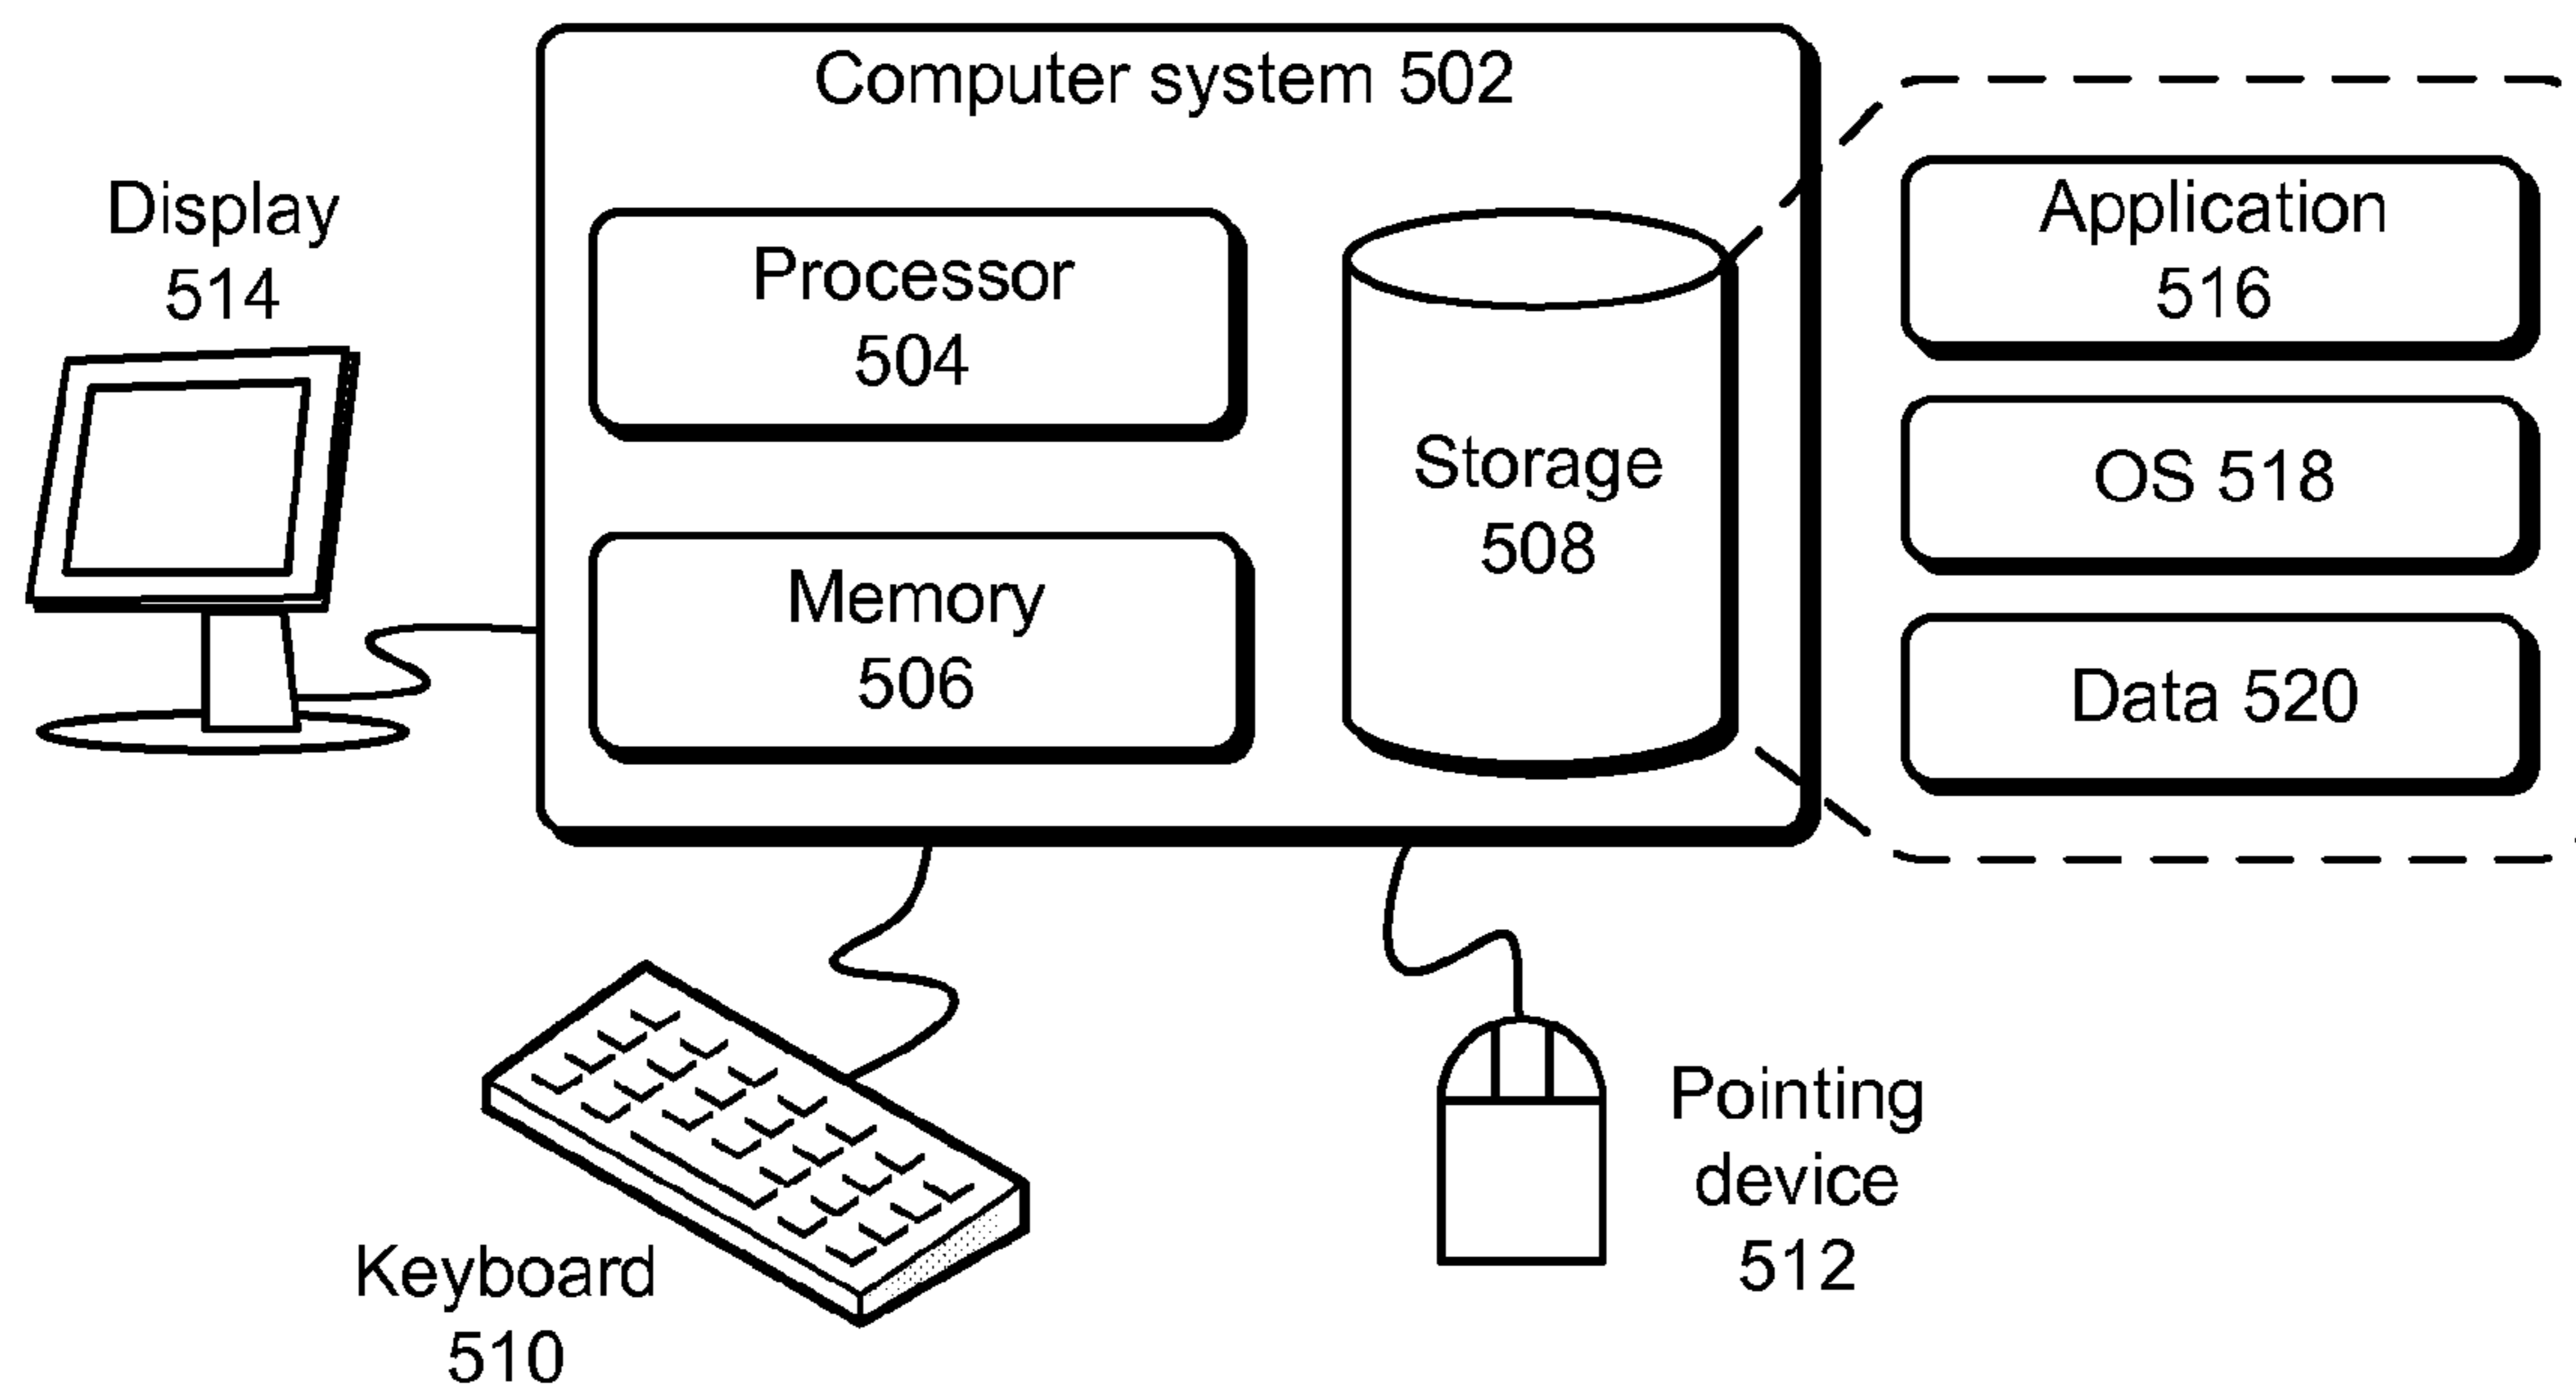 Computer system 502
Display
514
Processor
504
Memory
506
Storage
508
Application
516
OS 518
Data 520
Keyboard
510
Pointing
device
512